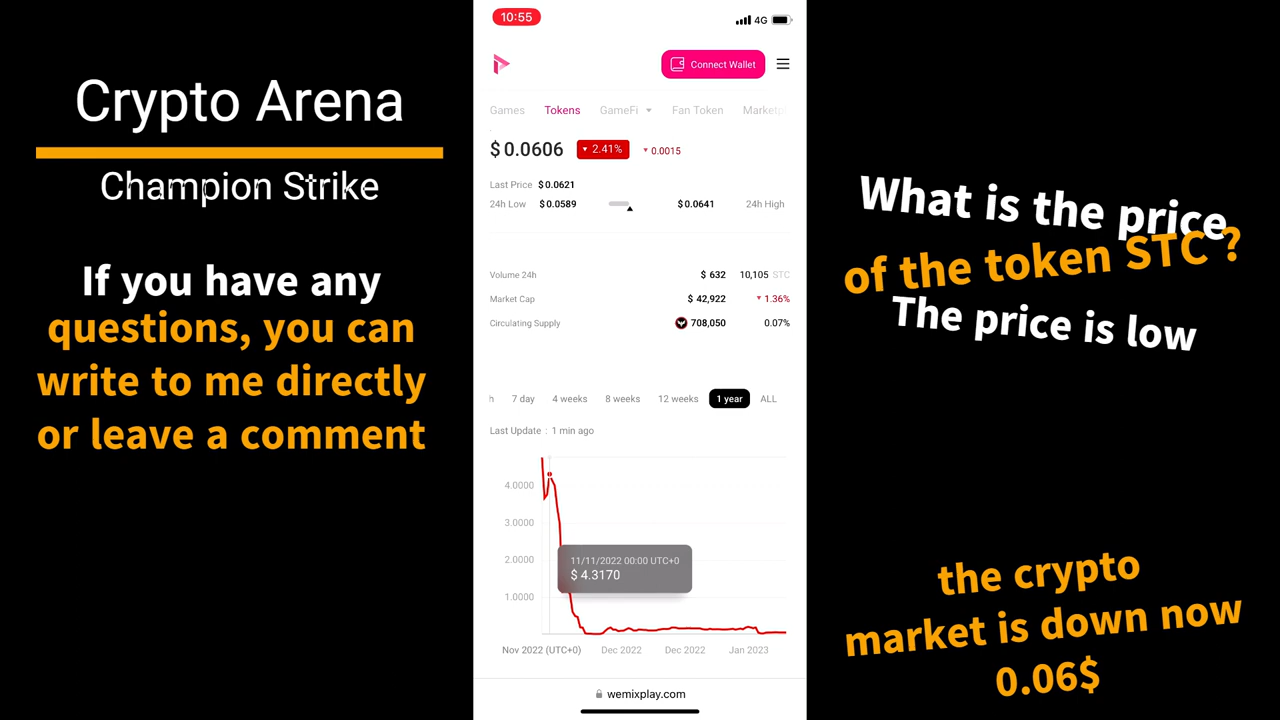 Crypto Arena
Champion Strike
If you have any
questions, you can
write to me directly
or leave a comment
10:55
4G
Connect Wallet
Games Tokens GameFi Fan Token
$ 0.0606 ▼ 2.41% ▼ 0.0015
Last Price $ 0.0621
24h Low $ 0.0589 $ 0.0641 24h High
Volume 24h $ 632 10,105 STC
Market Cap $ 42,922 ▼ 1.36%
Circulating Supply 708,050 0.07%
h 7 day 4 weeks 8 weeks 12 weeks 1 year ALL
Last Update : 1 min ago
4.0000
3.0000
2.0000
1.0000
11/11/2022 00:00 UTC+0
$ 4.3170
Nov 2022 (UTC+0) Dec 2022 Dec 2022 Jan 2023
wemixplay.com
What is the price
of the token STC ?
The price is low
the crypto
market is down now
0.06$